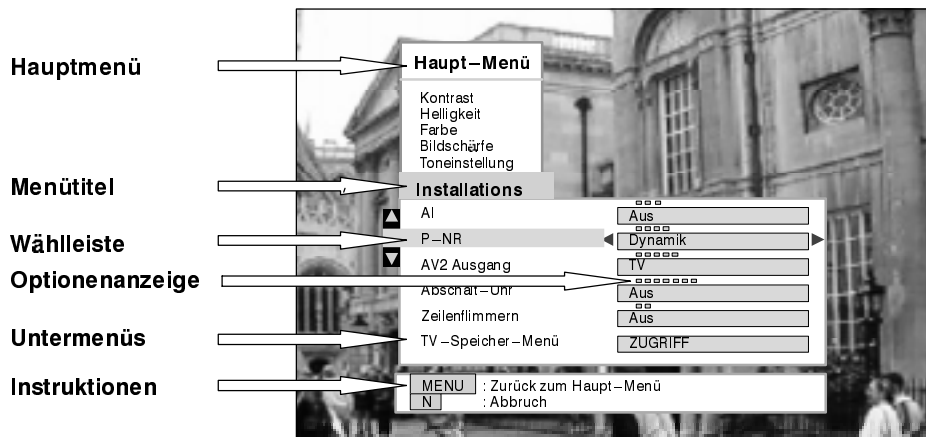 Hauptmenü
Menütitel
Wählleiste
Optionenanzeige
Untermenüs
Instruktionen
Haupt–Menü
Kontrast
Helligkeit
Farbe
Bildschärfe
Toneinstellung
Installations
AI Aus
P–NR Dynamik
AV2 Ausgang TV
Abschalt–Uhr Aus
Zeilenflimmern Aus
TV–Speicher–Menü ZUGRIFF
MENU : Zurück zum Haupt–Menü
N : Abbruch